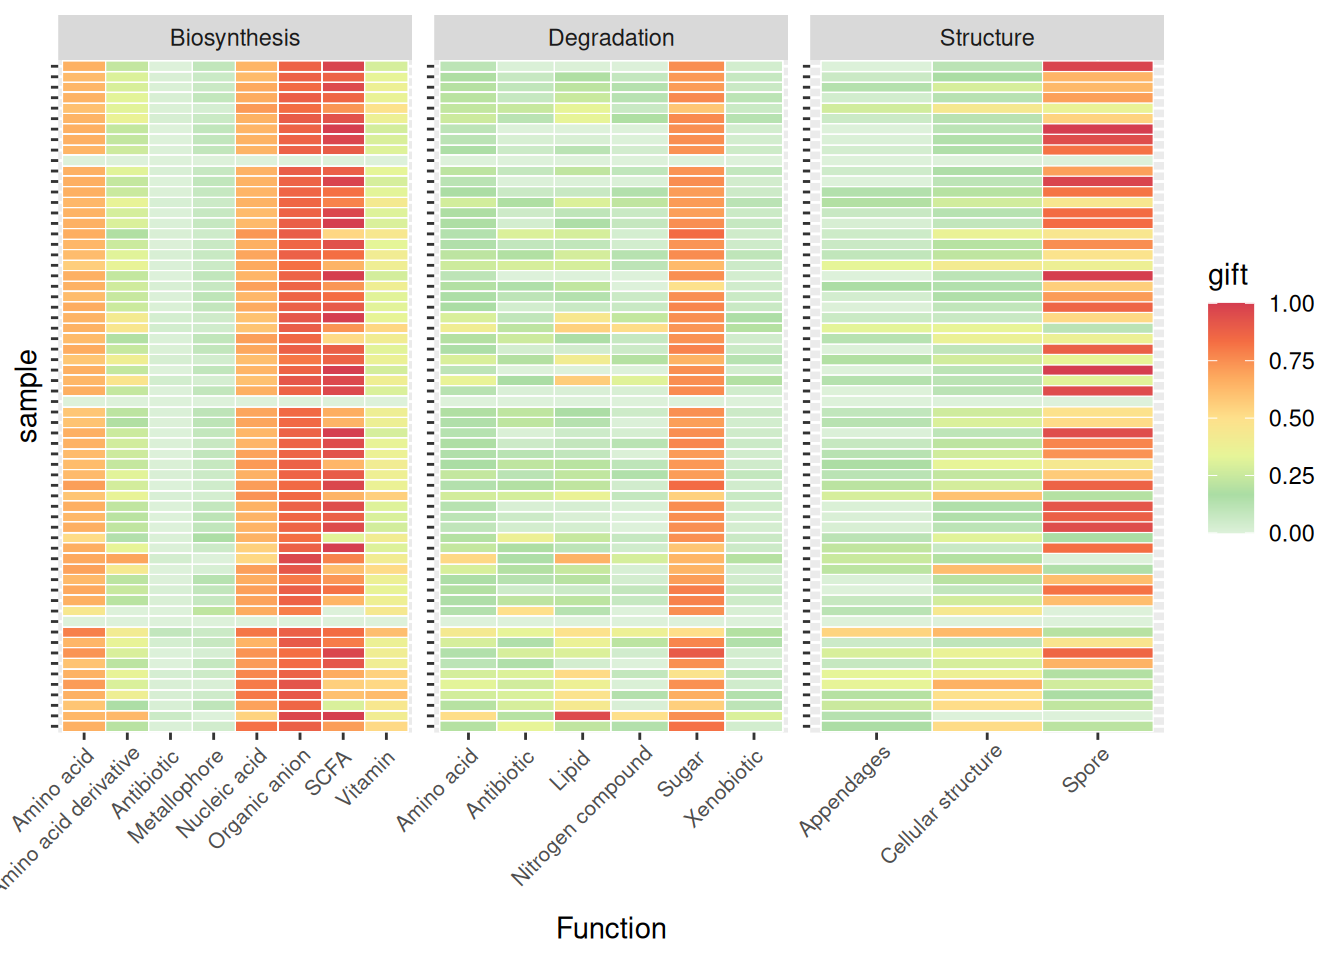 Biosynthesis
Degradation
Structure
sample
Amino acid
Amino acid derivative
Antibiotic
Metallophore
Nucleic acid
Organic anion
SCFA
Vitamin
Amino acid
Antibiotic
Lipid
Nitrogen compound
Sugar
Xenobiotic
Appendages
Cellular structure
Spore
Function
gift
1.00
0.75
0.50
0.25
0.00